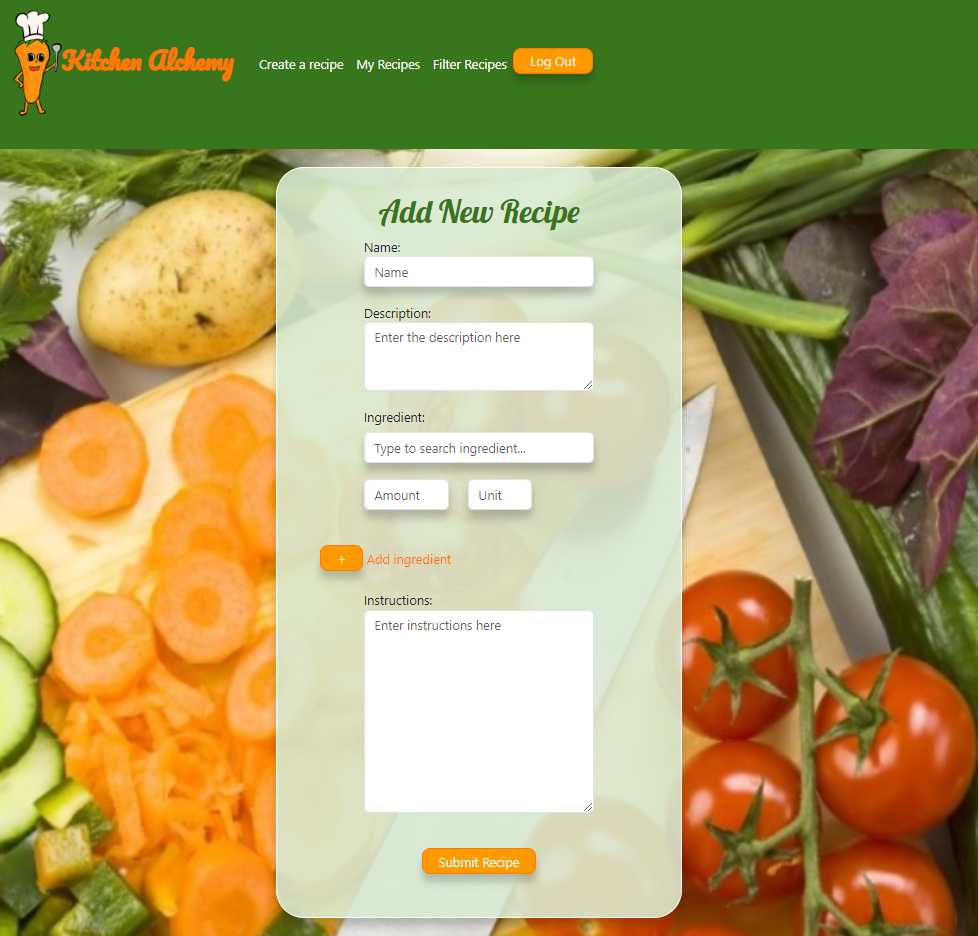 Kitchen Alchemy
Create a recipe My Recipes Filter Recipes Log Out
Add New Recipe
Name:
Name
Description:
Enter the description here
Ingredient:
Type to search ingredient...
Amount Unit
+ Add ingredient
Instructions:
Enter instructions here
Submit Recipe